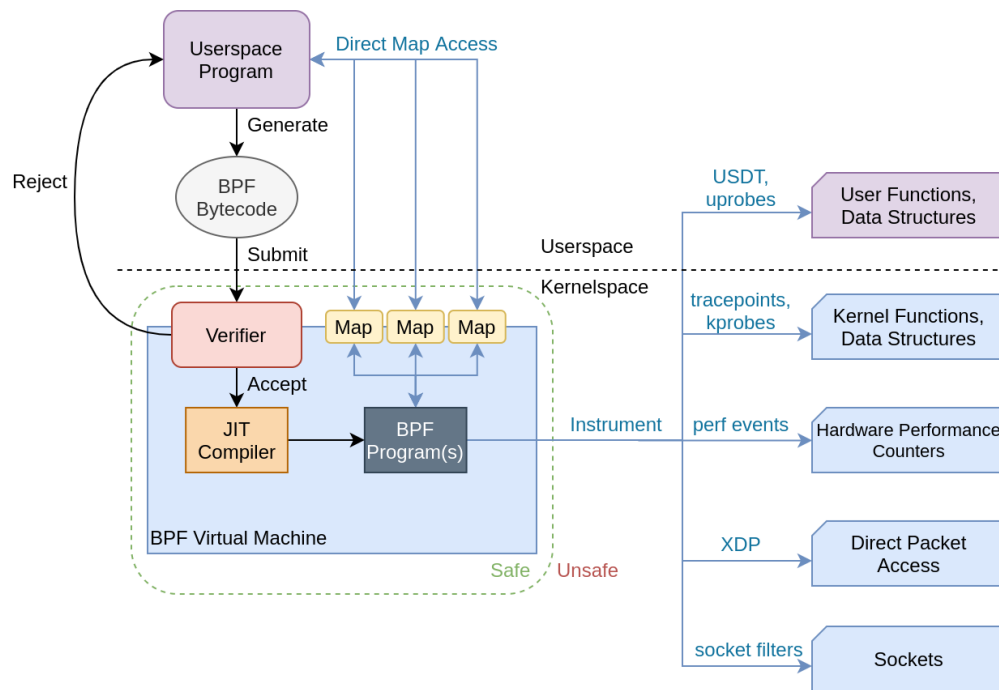 Userspace
Program
Direct Map Access
Generate
Reject
BPF
Bytecode
Submit
Userspace
Kernelspace
Verifier
Map
Map
Map
Accept
JIT
Compiler
BPF
Program(s)
BPF Virtual Machine
Safe
Unsafe
Instrument
USDT,
uprobes
User Functions,
Data Structures
tracepoints,
kprobes
Kernel Functions,
Data Structures
perf events
Hardware Performance
Counters
XDP
Direct Packet
Access
socket filters
Sockets